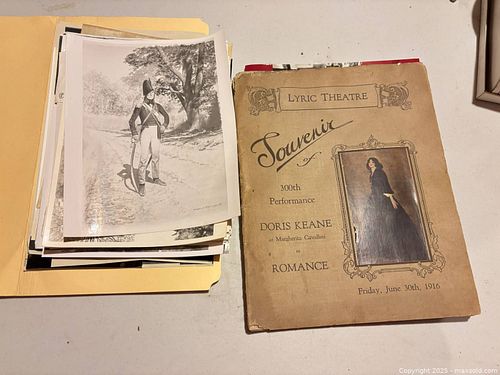 LYRIC THEATRE
Souvenir
300th
Performance
DORIS KEANE
as Margherita Cavallini
in
ROMANCE
Friday, June 30th, 1916
Copyright 2025 - maxsold.com